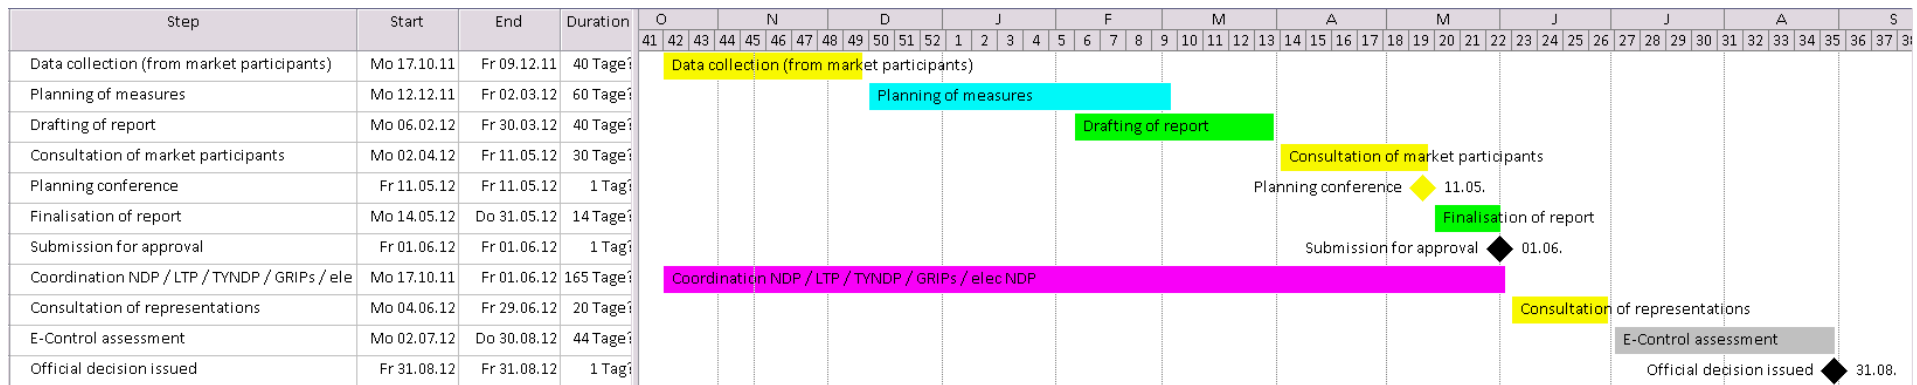 Step Start End Duration O N D J F M A M J J A S
41 42 43 44 45 46 47 48 49 50 51 52 1 2 3 4 5 6 7 8 9 10 11 12 13 14 15 16 17 18 19 20 21 22 23 24 25 26 27 28 29 30 31 32 33 34 35 36 37 38
Data collection (from market participants) Mo 17.10.11 Fr 09.12.11 40 Tage? Data collection (from market participants)
Planning of measures Mo 12.12.11 Fr 02.03.12 60 Tage? Planning of measures
Drafting of report Mo 06.02.12 Fr 30.03.12 40 Tage? Drafting of report
Consultation of market participants Mo 02.04.12 Fr 11.05.12 30 Tage? Consultation of market participants
Planning conference Fr 11.05.12 Fr 11.05.12 1 Tag? Planning conference 11.05.
Finalisation of report Mo 14.05.12 Do 31.05.12 14 Tage? Finalisation of report
Submission for approval Fr 01.06.12 Fr 01.06.12 1 Tag? Submission for approval 01.06.
Coordination NDP / LTP / TYNDP / GRIPs / ele Mo 17.10.11 Fr 01.06.12 165 Tage? Coordination NDP / LTP / TYNDP / GRIPs / elec NDP
Consultation of representations Mo 04.06.12 Fr 29.06.12 20 Tage? Consultation of representations
E-Control assessment Mo 02.07.12 Do 30.08.12 44 Tage? E-Control assessment
Official decision issued Fr 31.08.12 Fr 31.08.12 1 Tag? Official decision issued 31.08.